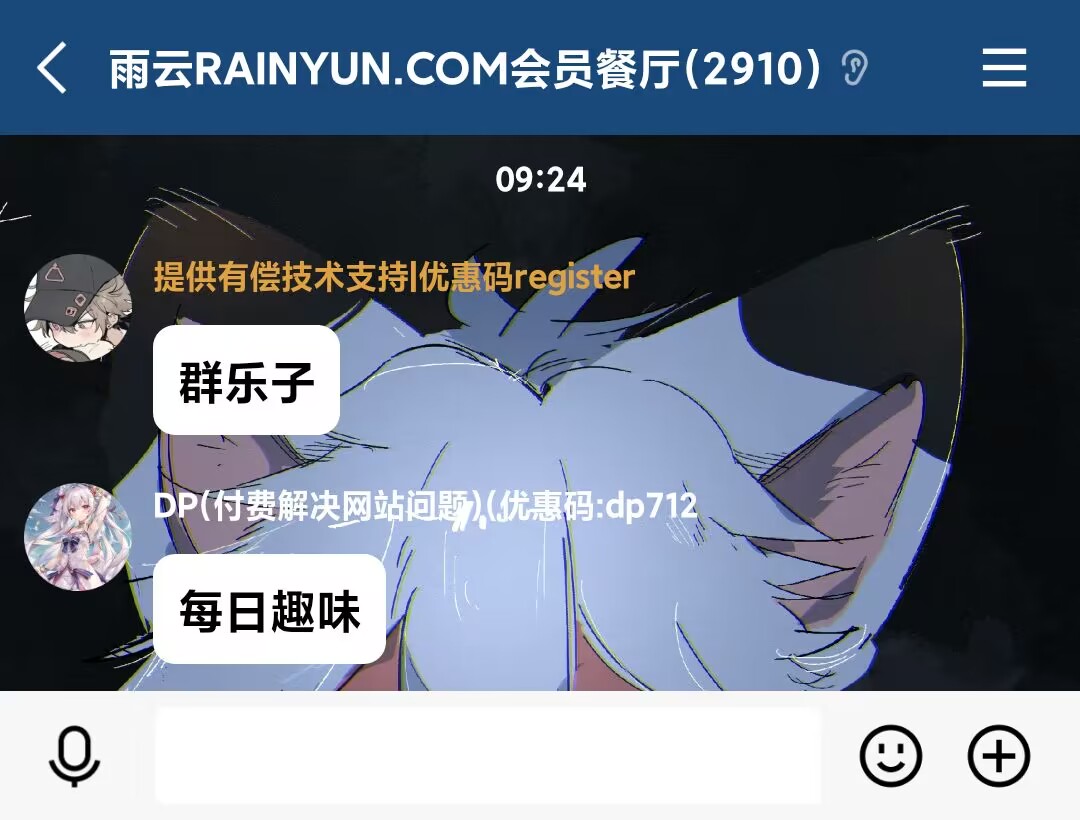 雨云RAINYUN.COM会员餐厅(2910)
09:24
提供有偿技术支持|优惠码register
群乐子
DP(付费解决网站问题)(优惠码:dp712
每日趣味